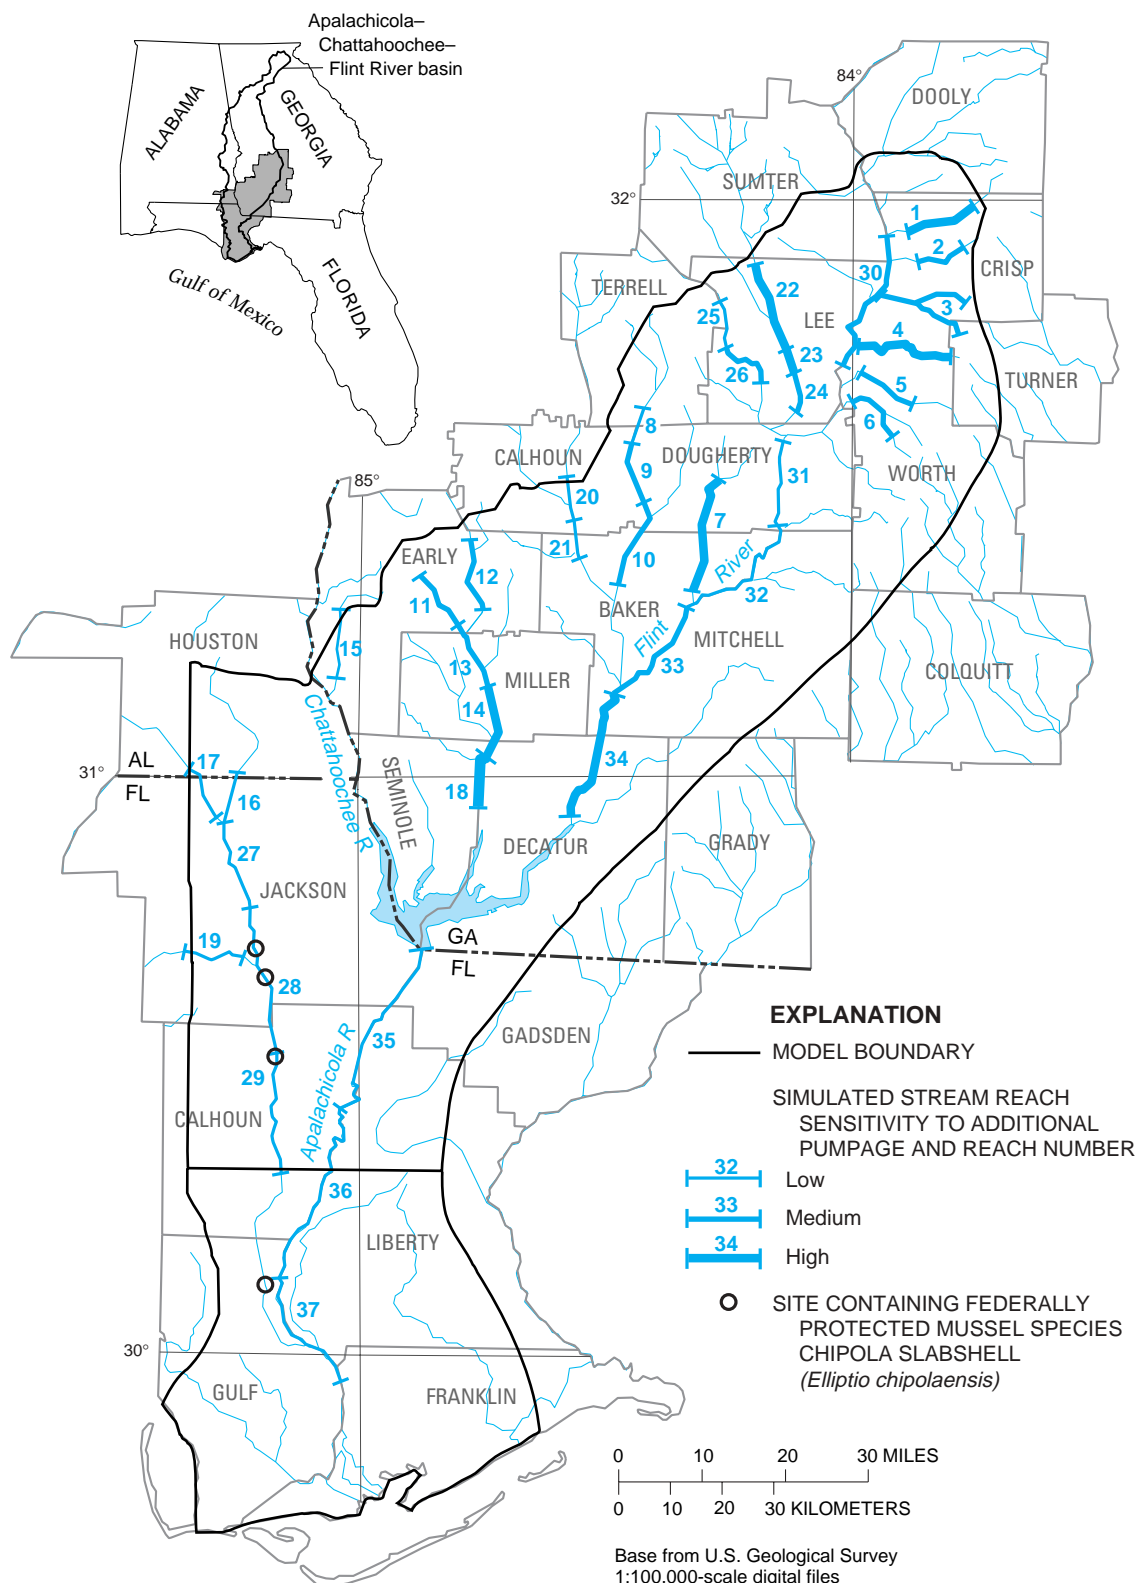 Apalachicola–
Chattahoochee–
Flint River basin
ALABAMA
GEORGIA
FLORIDA
Gulf of Mexico
84°
DOOLY
SUMTER
32°
1
2
30
CRISP
TERRELL
22
25
LEE
3
4
23
26
24
5
TURNER
6
8
CALHOUN
DOUGHERTY
31
WORTH
85°
9
20
7
EARLY
21
10
12
River
32
11
BAKER
HOUSTON
15
Flint
MITCHELL
33
13
MILLER
COLQUITT
14
Chattahoochee R
17
AL
31°
FL
16
18
34
SEMINOLE
27
DECATUR
GRADY
JACKSON
19
GA
FL
28
35
GADSDEN
29
Apalachicola R
CALHOUN
36
LIBERTY
37
30°
GULF
FRANKLIN
EXPLANATION
MODEL BOUNDARY
SIMULATED STREAM REACH
SENSITIVITY TO ADDITIONAL
PUMPAGE AND REACH NUMBER
32
Low
33
Medium
34
High
SITE CONTAINING FEDERALLY
PROTECTED MUSSEL SPECIES
CHIPOLA SLABSHELL
(Elliptio chipolaensis)
0 10 20 30 MILES
0 10 20 30 KILOMETERS
Base from U.S. Geological Survey
1:100,000-scale digital files